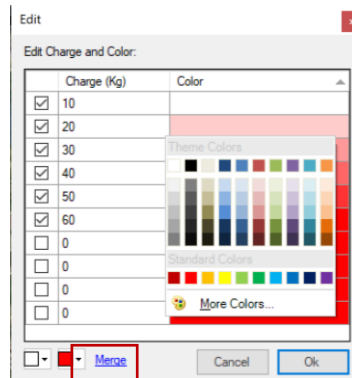 Edit
Edit Charge and Color:
Charge (Kg) Color
10
20
30
40
50
60
0
0
0
0
Theme Colors
Standard Colors
More Colors...
Merge Cancel Ok